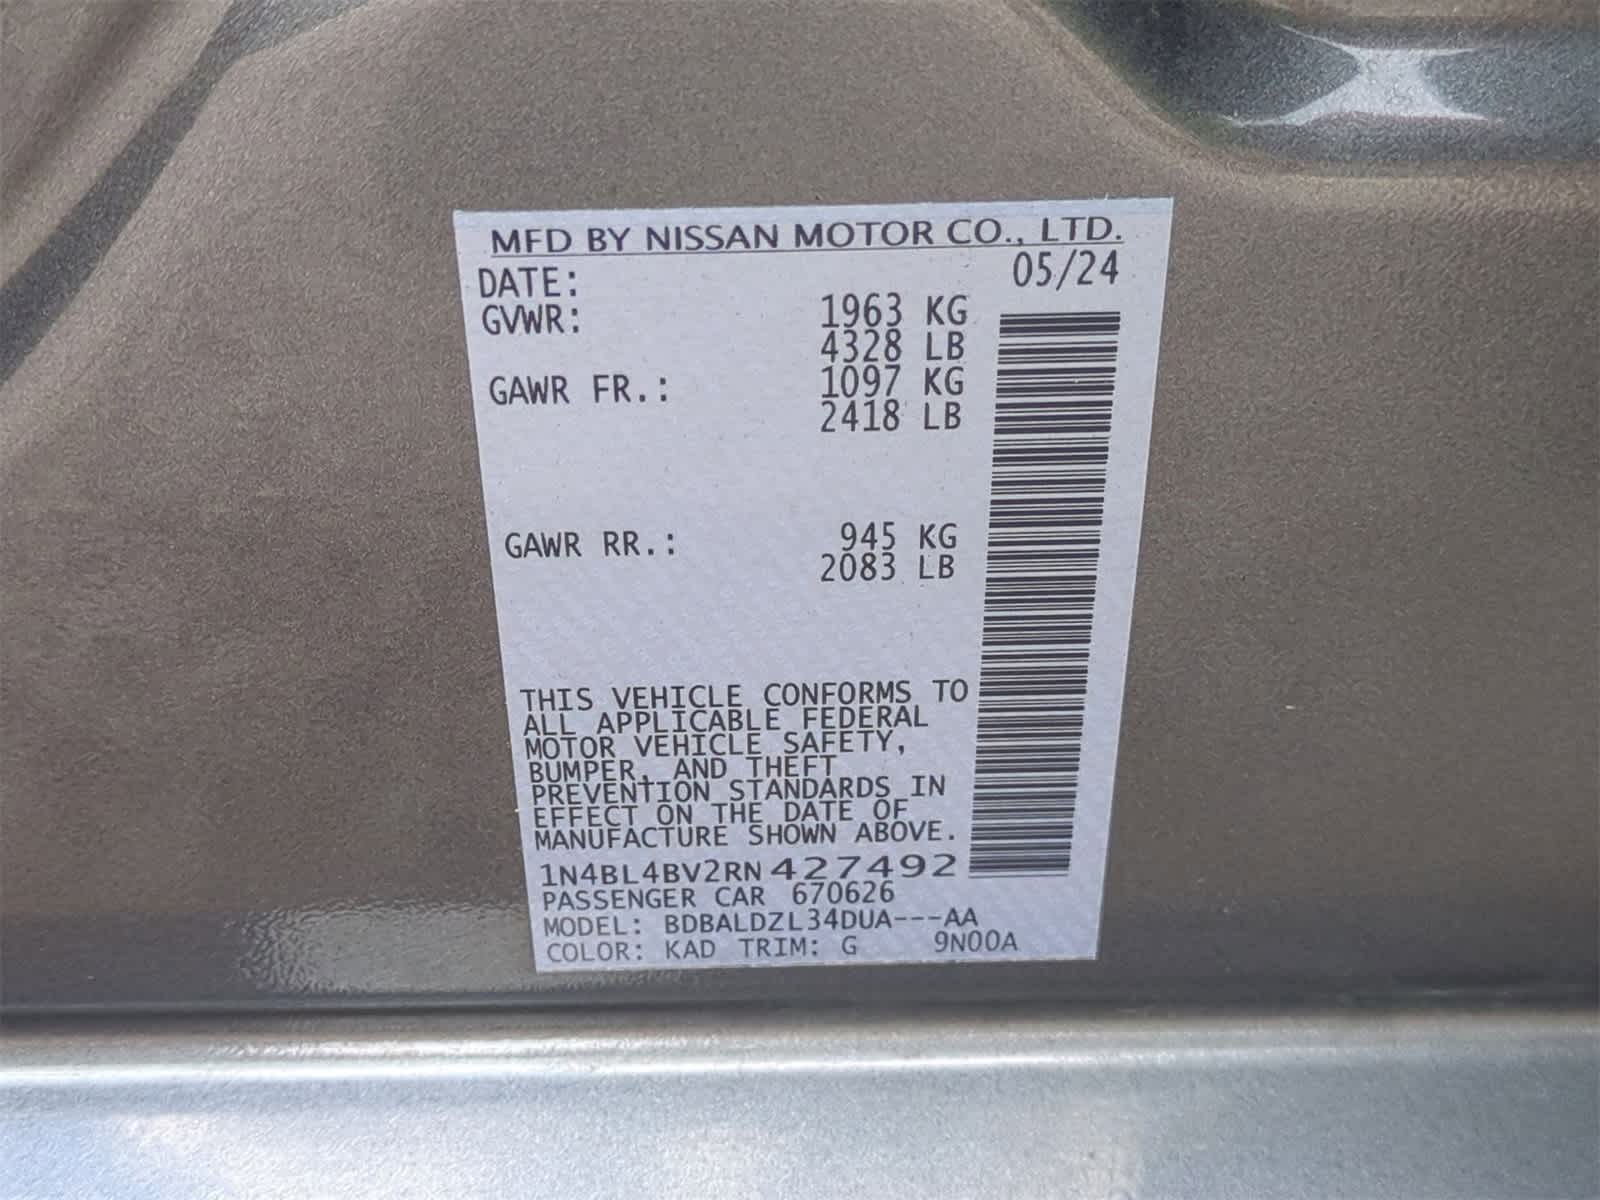 MFD BY NISSAN MOTOR CO., LTD.
DATE: 05/24
GVWR: 1963 KG
4328 LB
GAWR FR.: 1097 KG
2418 LB
GAWR RR.: 945 KG
2083 LB
THIS VEHICLE CONFORMS TO
ALL APPLICABLE FEDERAL
MOTOR VEHICLE SAFETY,
BUMPER, AND THEFT
PREVENTION STANDARDS IN
EFFECT ON THE DATE OF
MANUFACTURE SHOWN ABOVE.
1N4BL4BV2RN427492
PASSENGER CAR 670626
MODEL: BDBALDZL34DUA---AA
COLOR: KAD TRIM: G 9N00A